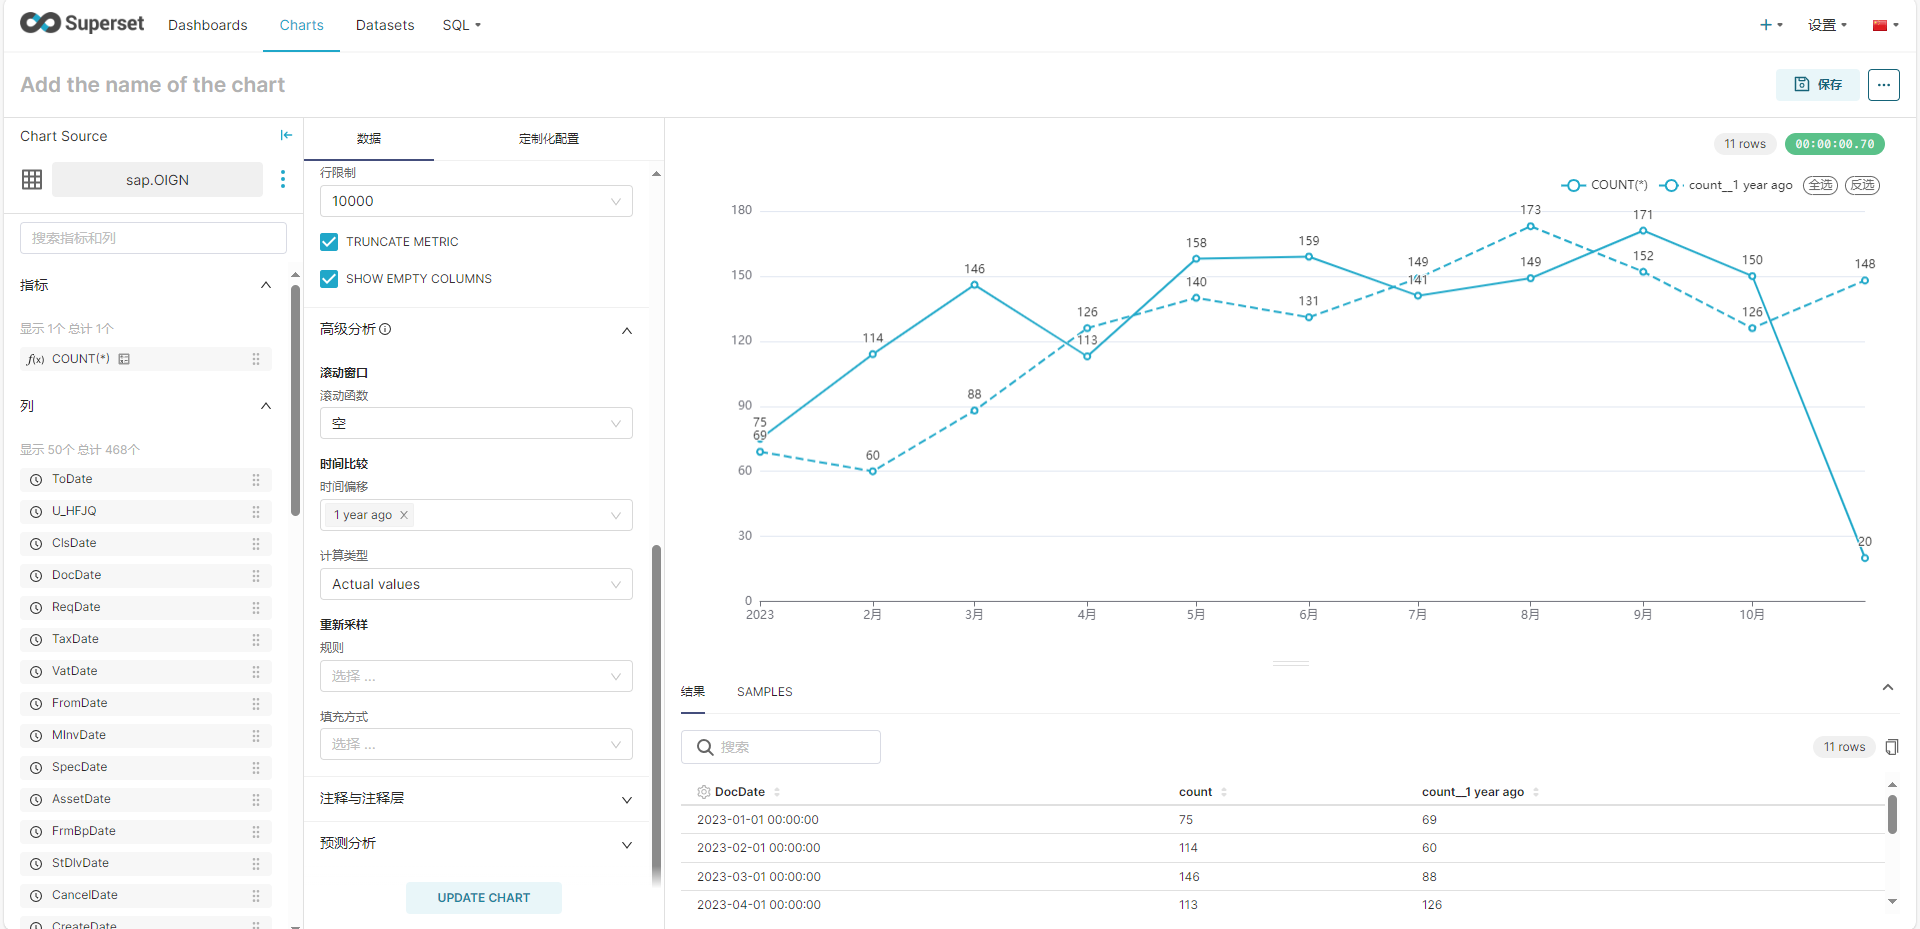 Superset Dashboards Charts Datasets SQL 设置
Add the name of the chart
保存
Chart Source
sap.OIGN
搜索指标和列
指标
显示 1个 总计 1个
f(x) COUNT(*)
列
显示 50个 总计 468个
ToDate
U_HFJQ
ClsDate
DocDate
ReqDate
TaxDate
VatDate
FromDate
MInvDate
SpecDate
AssetDate
FrmBpDate
StDlvDate
CancelDate
CreateDate
数据 定制化配置
行限制
10000
TRUNCATE METRIC
SHOW EMPTY COLUMNS
高级分析
滚动窗口
滚动函数
空
时间比较
时间偏移
1 year ago
计算类型
Actual values
重新采样
规则
选择 ...
填充方式
选择 ...
注释与注释层
预测分析
UPDATE CHART
11 rows 00:00:00.70
COUNT(*) count__1 year ago 全选 反选
180
150
120
90
60
30
0
75
69
114
60
146
88
126
113
158
140
159
131
149
141
173
149
171
152
150
126
148
20
2023 2月 3月 4月 5月 6月 7月 8月 9月 10月
结果 SAMPLES
搜索
11 rows
DocDate count count__1 year ago
2023-01-01 00:00:00 75 69
2023-02-01 00:00:00 114 60
2023-03-01 00:00:00 146 88
2023-04-01 00:00:00 113 126